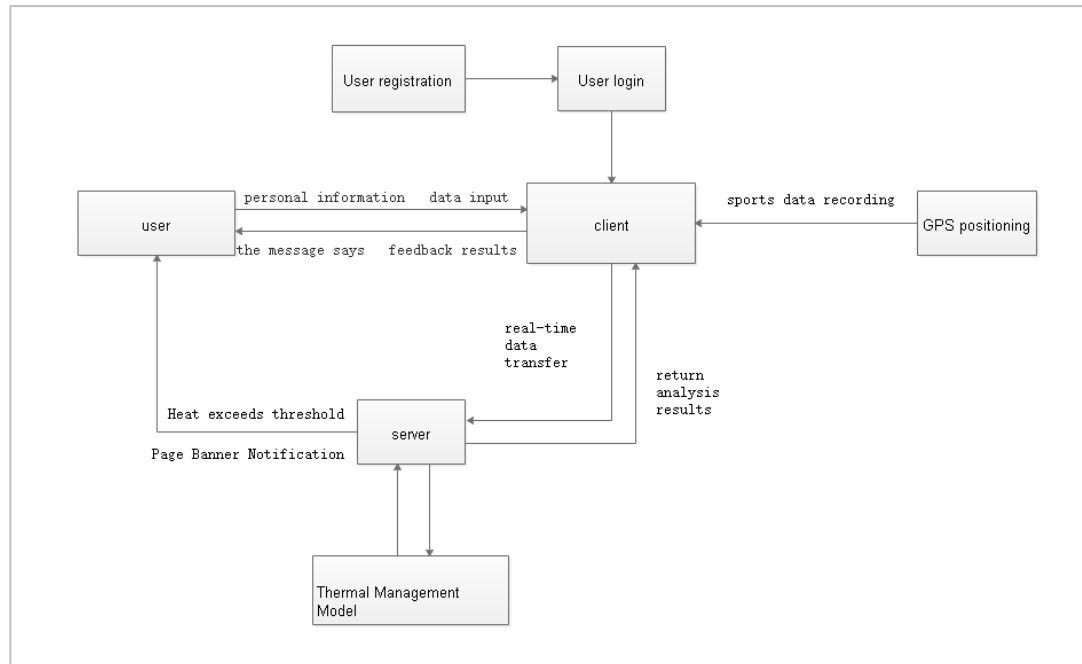 User registration
User login
personal information data input
sports data recording
user
client
GPS positioning
the message says feedback results
real-time
data
transfer
return
analysis
results
Heat exceeds threshold
server
Page Banner Notification
Thermal Management
Model